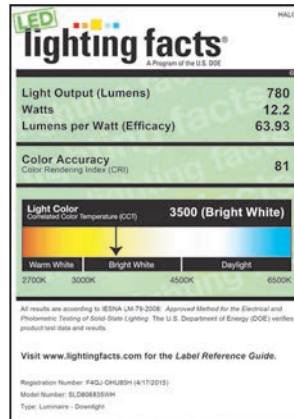 LED
HALO
lighting facts®
A Program of the U.S. DOE
Light Output (Lumens) 780
Watts 12.2
Lumens per Watt (Efficacy) 63.93
Color Accuracy
Color Rendering Index (CRI) 81
Light Color
Correlated Color Temperature (CCT) 3500 (Bright White)
Warm White Bright White Daylight
2700K 3000K 4500K 6500K
All results are according to IESNA LM-79-2008: Approved Method for the Electrical and
Photometric Testing of Solid-State Lighting. The U.S. Department of Energy (DOE) verifies
product test data and results.
Visit www.lightingfacts.com for the Label Reference Guide.
Registration Number: F4QJ-OHU85H (4/17/2015)
Model Number: SLD606835WH
Type: Luminaire - Downlight